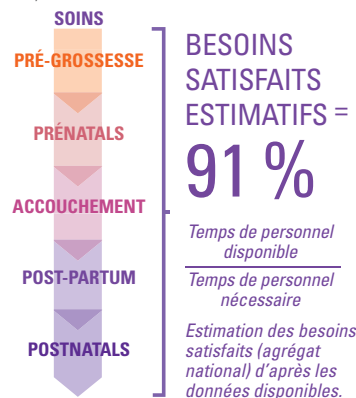 SOINS
PRÉ-GROSSESSE
PRÉNATALS
ACCOUCHEMENT
POST-PARTUM
POSTNATALS
BESOINS
SATISFAITS
ESTIMATIFS =
91 %
Temps de personnel
disponible
Temps de personnel
nécessaire
Estimation des besoins
satisfaits (agrégat
national) d’après les
données disponibles.